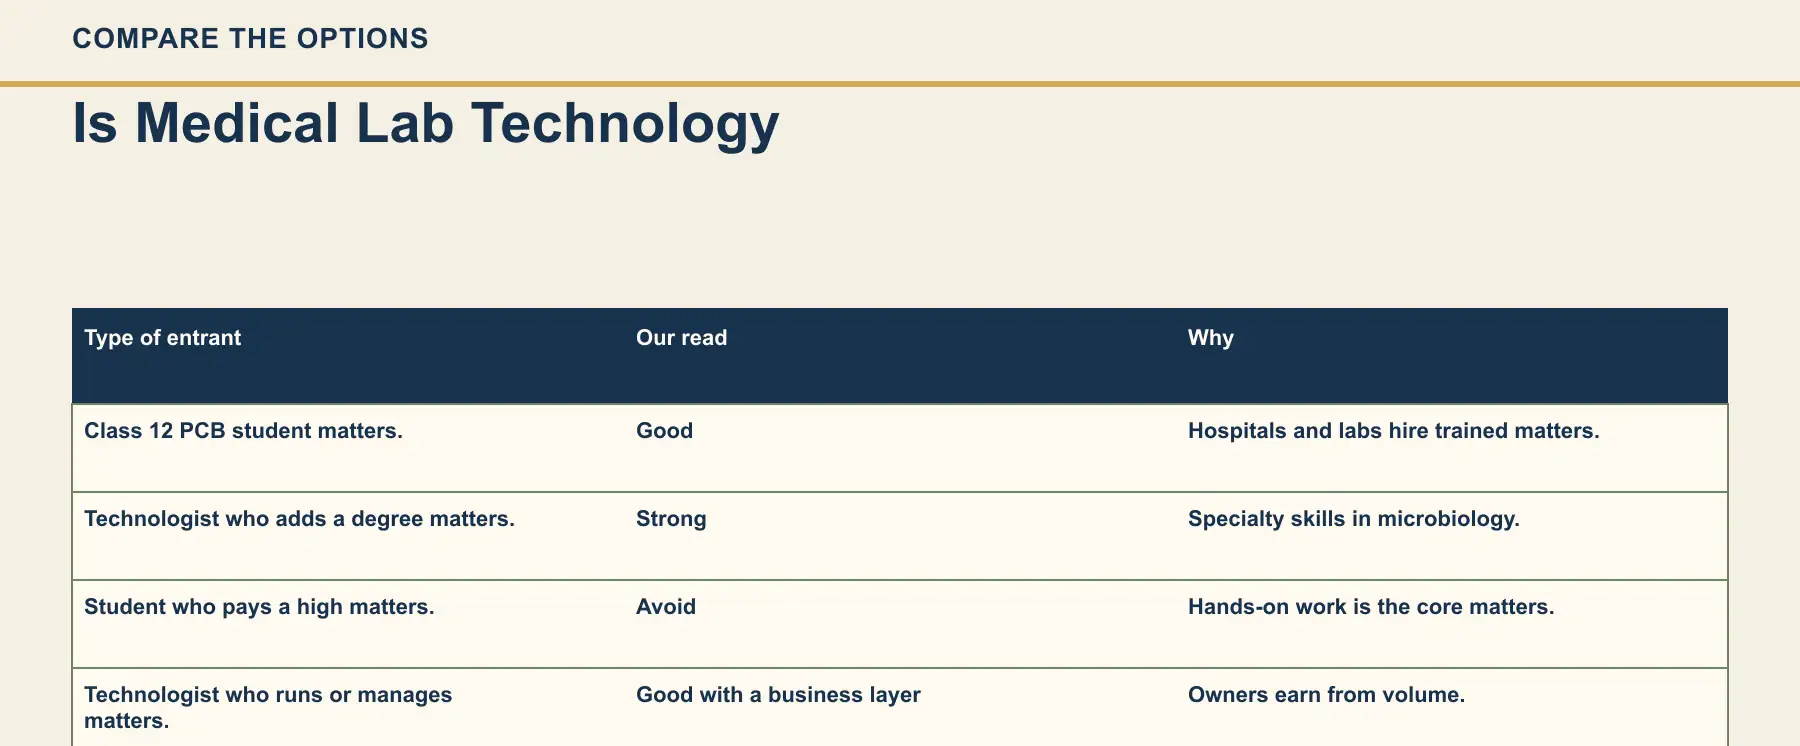 COMPARE THE OPTIONS
Is Medical Lab Technology
Type of entrant
Our read
Why
Class 12 PCB student matters.
Good
Hospitals and labs hire trained matters.
Technologist who adds a degree matters.
Strong
Specialty skills in microbiology.
Student who pays a high matters.
Avoid
Hands-on work is the core matters.
Technologist who runs or manages
matters.
Good with a business layer
Owners earn from volume.